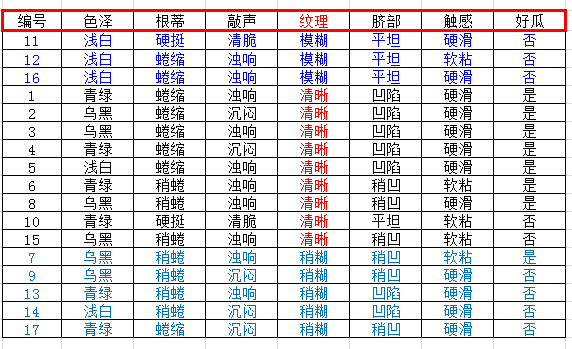 编号 色泽 根蒂 敲声 纹理 脐部 触感 好瓜
11 浅白 硬挺 清脆 模糊 平坦 硬滑 否
12 浅白 蜷缩 浊响 模糊 平坦 软粘 否
16 浅白 蜷缩 浊响 模糊 平坦 硬滑 否
1 青绿 蜷缩 浊响 清晰 凹陷 硬滑 是
2 乌黑 蜷缩 沉闷 清晰 凹陷 硬滑 是
3 乌黑 蜷缩 浊响 清晰 凹陷 硬滑 是
4 青绿 蜷缩 沉闷 清晰 凹陷 硬滑 是
5 浅白 蜷缩 浊响 清晰 凹陷 硬滑 是
6 青绿 稍蜷 浊响 清晰 稍凹 软粘 是
8 乌黑 稍蜷 浊响 清晰 稍凹 硬滑 是
10 青绿 硬挺 清脆 清晰 平坦 软粘 否
15 乌黑 稍蜷 浊响 清晰 稍凹 软粘 否
7 乌黑 稍蜷 浊响 稍糊 稍凹 软粘 是
9 乌黑 稍蜷 沉闷 稍糊 稍凹 硬滑 否
13 青绿 稍蜷 浊响 稍糊 凹陷 硬滑 否
14 浅白 稍蜷 沉闷 稍糊 凹陷 硬滑 否
17 青绿 蜷缩 沉闷 稍糊 稍凹 硬滑 否